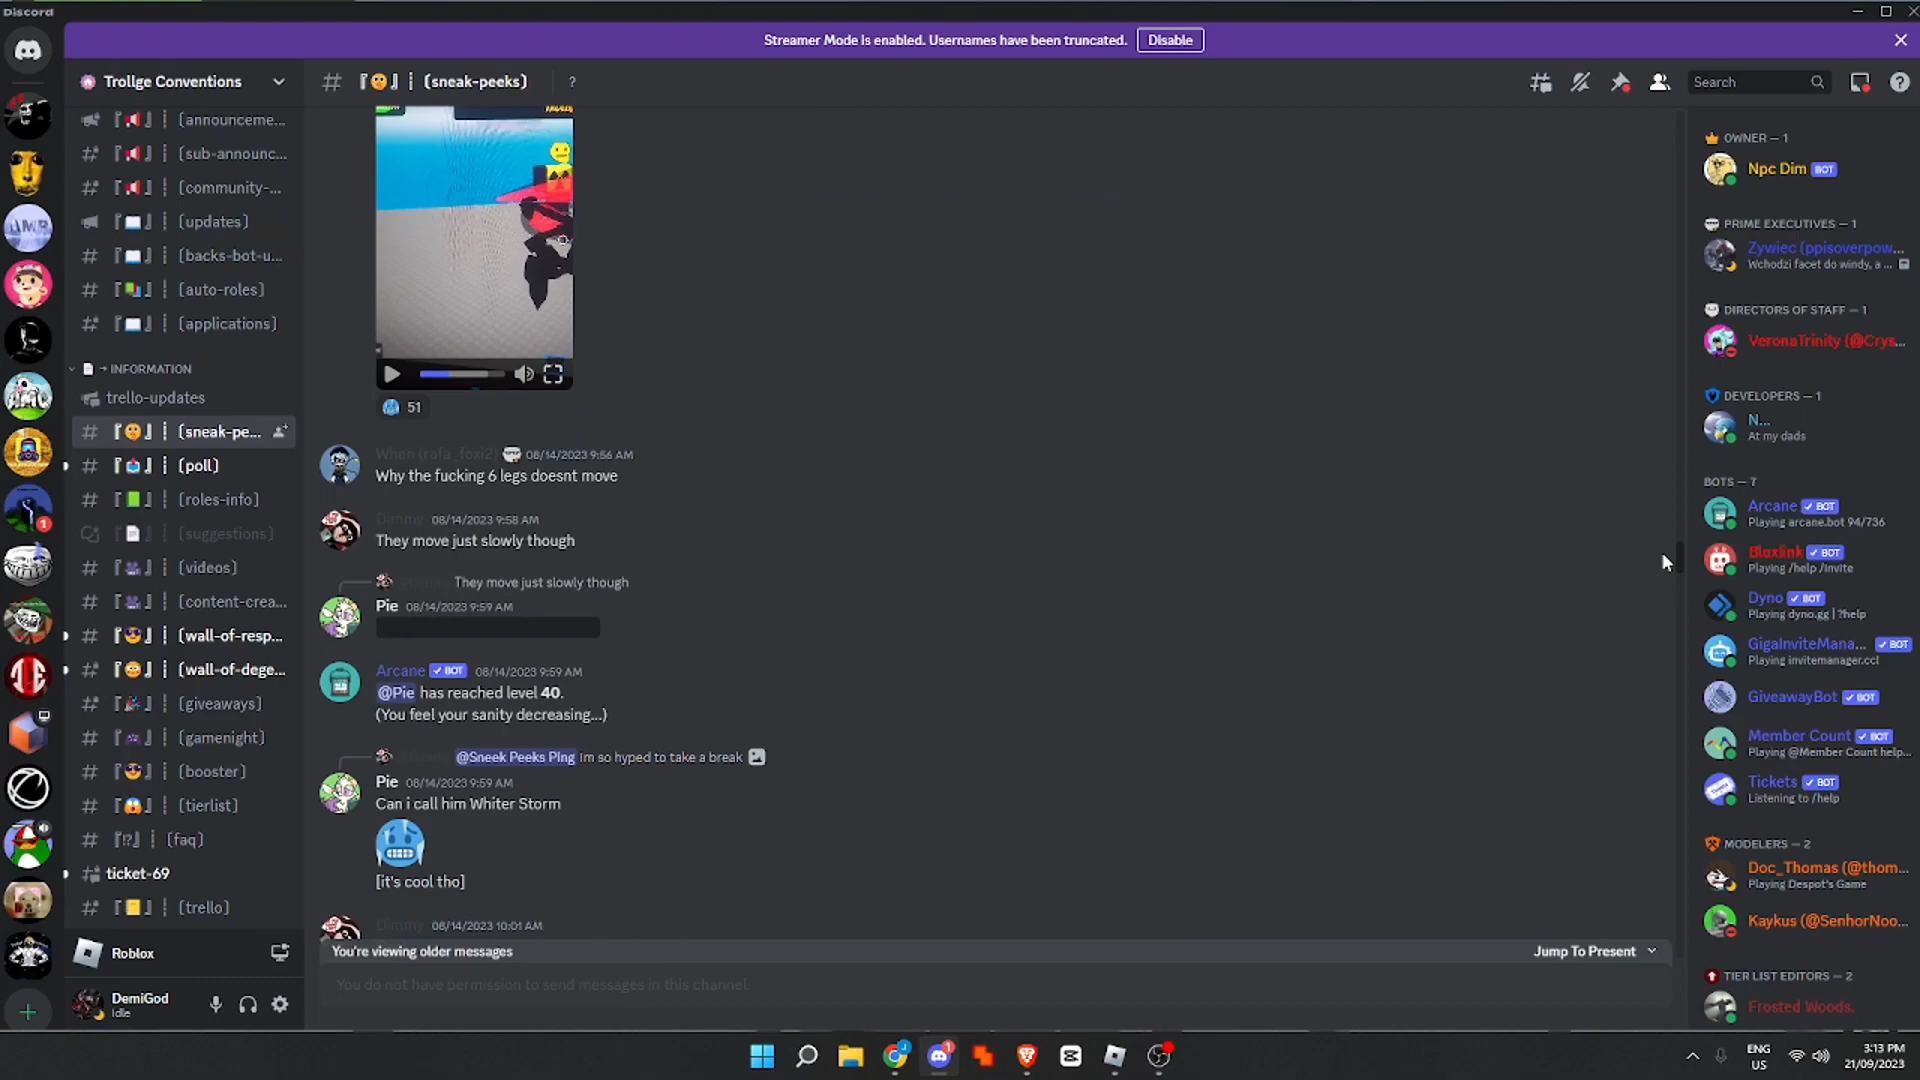 Discord
Streamer Mode is enabled. Usernames have been truncated. Disable
Trollge Conventions
『🤫』┊ (sneak-peeks) ?
Search
『📢』┊ (announceme...
『📢』┊ (sub-announc...
『📢』┊ (community-...
(updates)
(backs-bot-u...
(auto-roles)
(applications)
INFORMATION
trello-updates
(sneak-pe...
(poll)
(roles-info)
(suggestions)
(videos)
(content-crea...
(wall-of-resp...
(wall-of-dege...
(giveaways)
(gamenight)
(booster)
(tierlist)
『⁉』┊ (faq)
ticket-69
(trello)
Roblox
DemiGod
Idle
51
When (rafa_foxi2) 08/14/2023 9:56 AM
Why the fucking 6 legs doesnt move
Dimmy 08/14/2023 9:58 AM
They move just slowly though
They move just slowly though
Pie 08/14/2023 9:59 AM
Arcane ✓ BOT 08/14/2023 9:59 AM
@Pie has reached level 40.
(You feel your sanity decreasing...)
@Sneek Peeks Ping Im so hyped to take a break
Pie 08/14/2023 9:59 AM
Can i call him Whiter Storm
[it's cool tho]
Dimmy 08/14/2023 10:01 AM
You're viewing older messages
Jump To Present
You do not have permission to send messages in this channel.
OWNER — 1
Npc Dim BOT
PRIME EXECUTIVES — 1
Zywiec (ppisoverpow...
Wchodzi facet do windy, a ...
DIRECTORS OF STAFF — 1
VeronaTrinity (@Crys...
DEVELOPERS — 1
N...
At my dads
BOTS — 7
Arcane ✓ BOT
Playing arcane.bot 94/736
Bloxlink ✓ BOT
Playing /help /invite
Dyno ✓ BOT
Playing dyno.gg | ?help
GigaInviteMana... ✓ BOT
Playing invitemanager.ccl
GiveawayBot ✓ BOT
Member Count ✓ BOT
Playing @Member Count help...
Tickets ✓ BOT
Listening to /help
MODELERS — 2
Doc_Thomas (@thom...
Playing Despot's Game
Kaykus (@SenhorNoo...
TIER LIST EDITORS — 2
Frosted Woods.
ENG
US
3:13 PM
21/09/2023